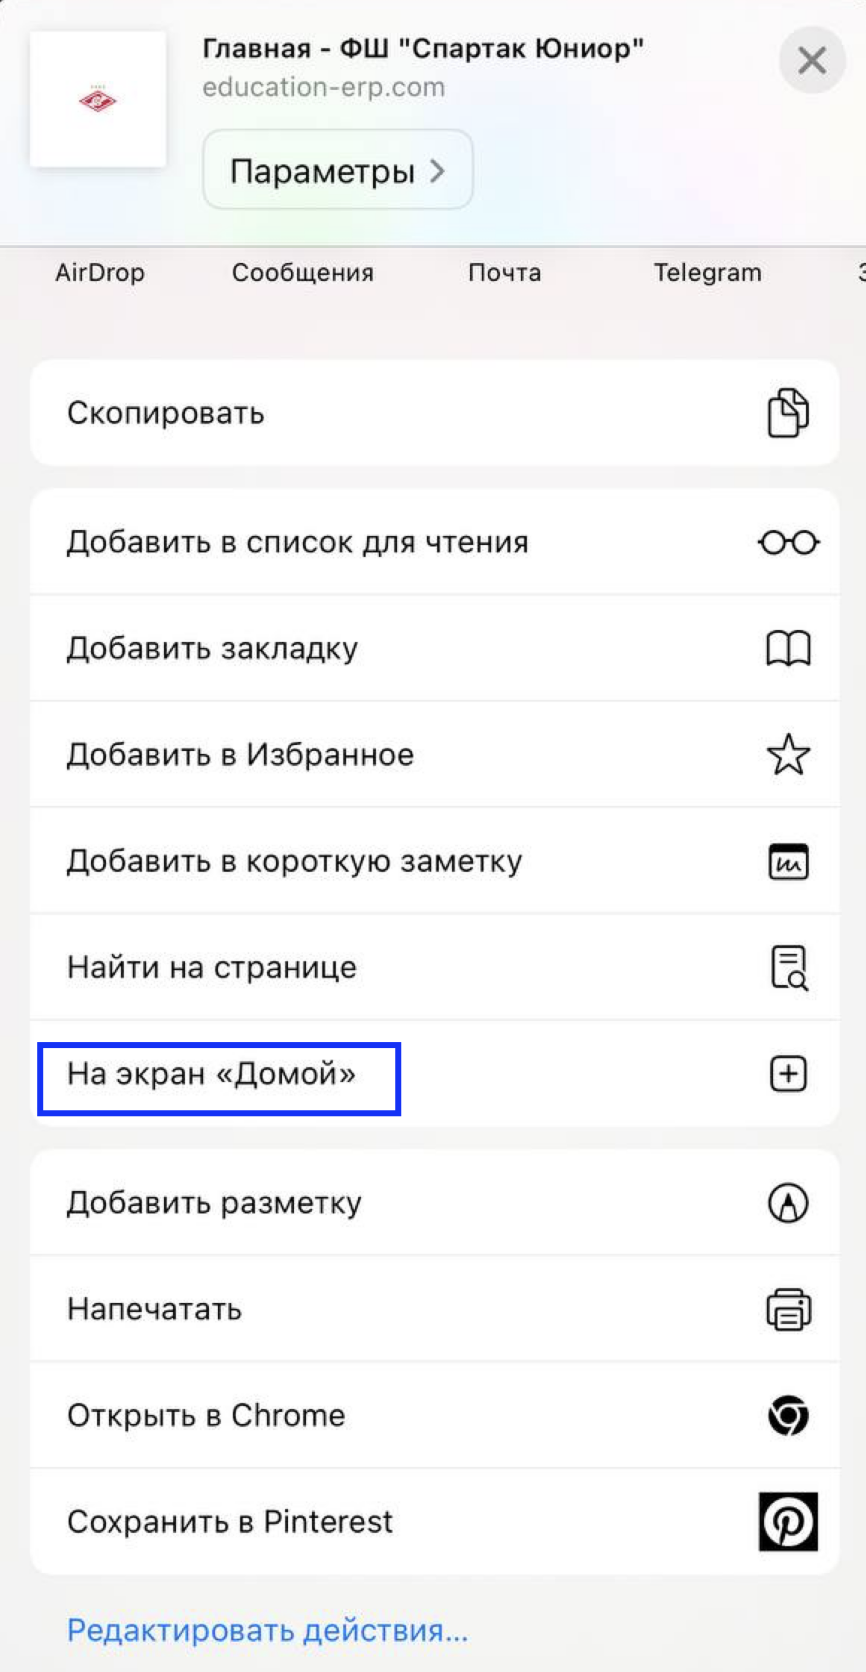 Главная - ФШ "Спартак Юниор"
education-erp.com
Параметры
AirDrop
Сообщения
Почта
Telegram
Скопировать
Добавить в список для чтения
Добавить закладку
Добавить в Избранное
Добавить в короткую заметку
Найти на странице
На экран «Домой»
Добавить разметку
Напечатать
Открыть в Chrome
Сохранить в Pinterest
Редактировать действия...